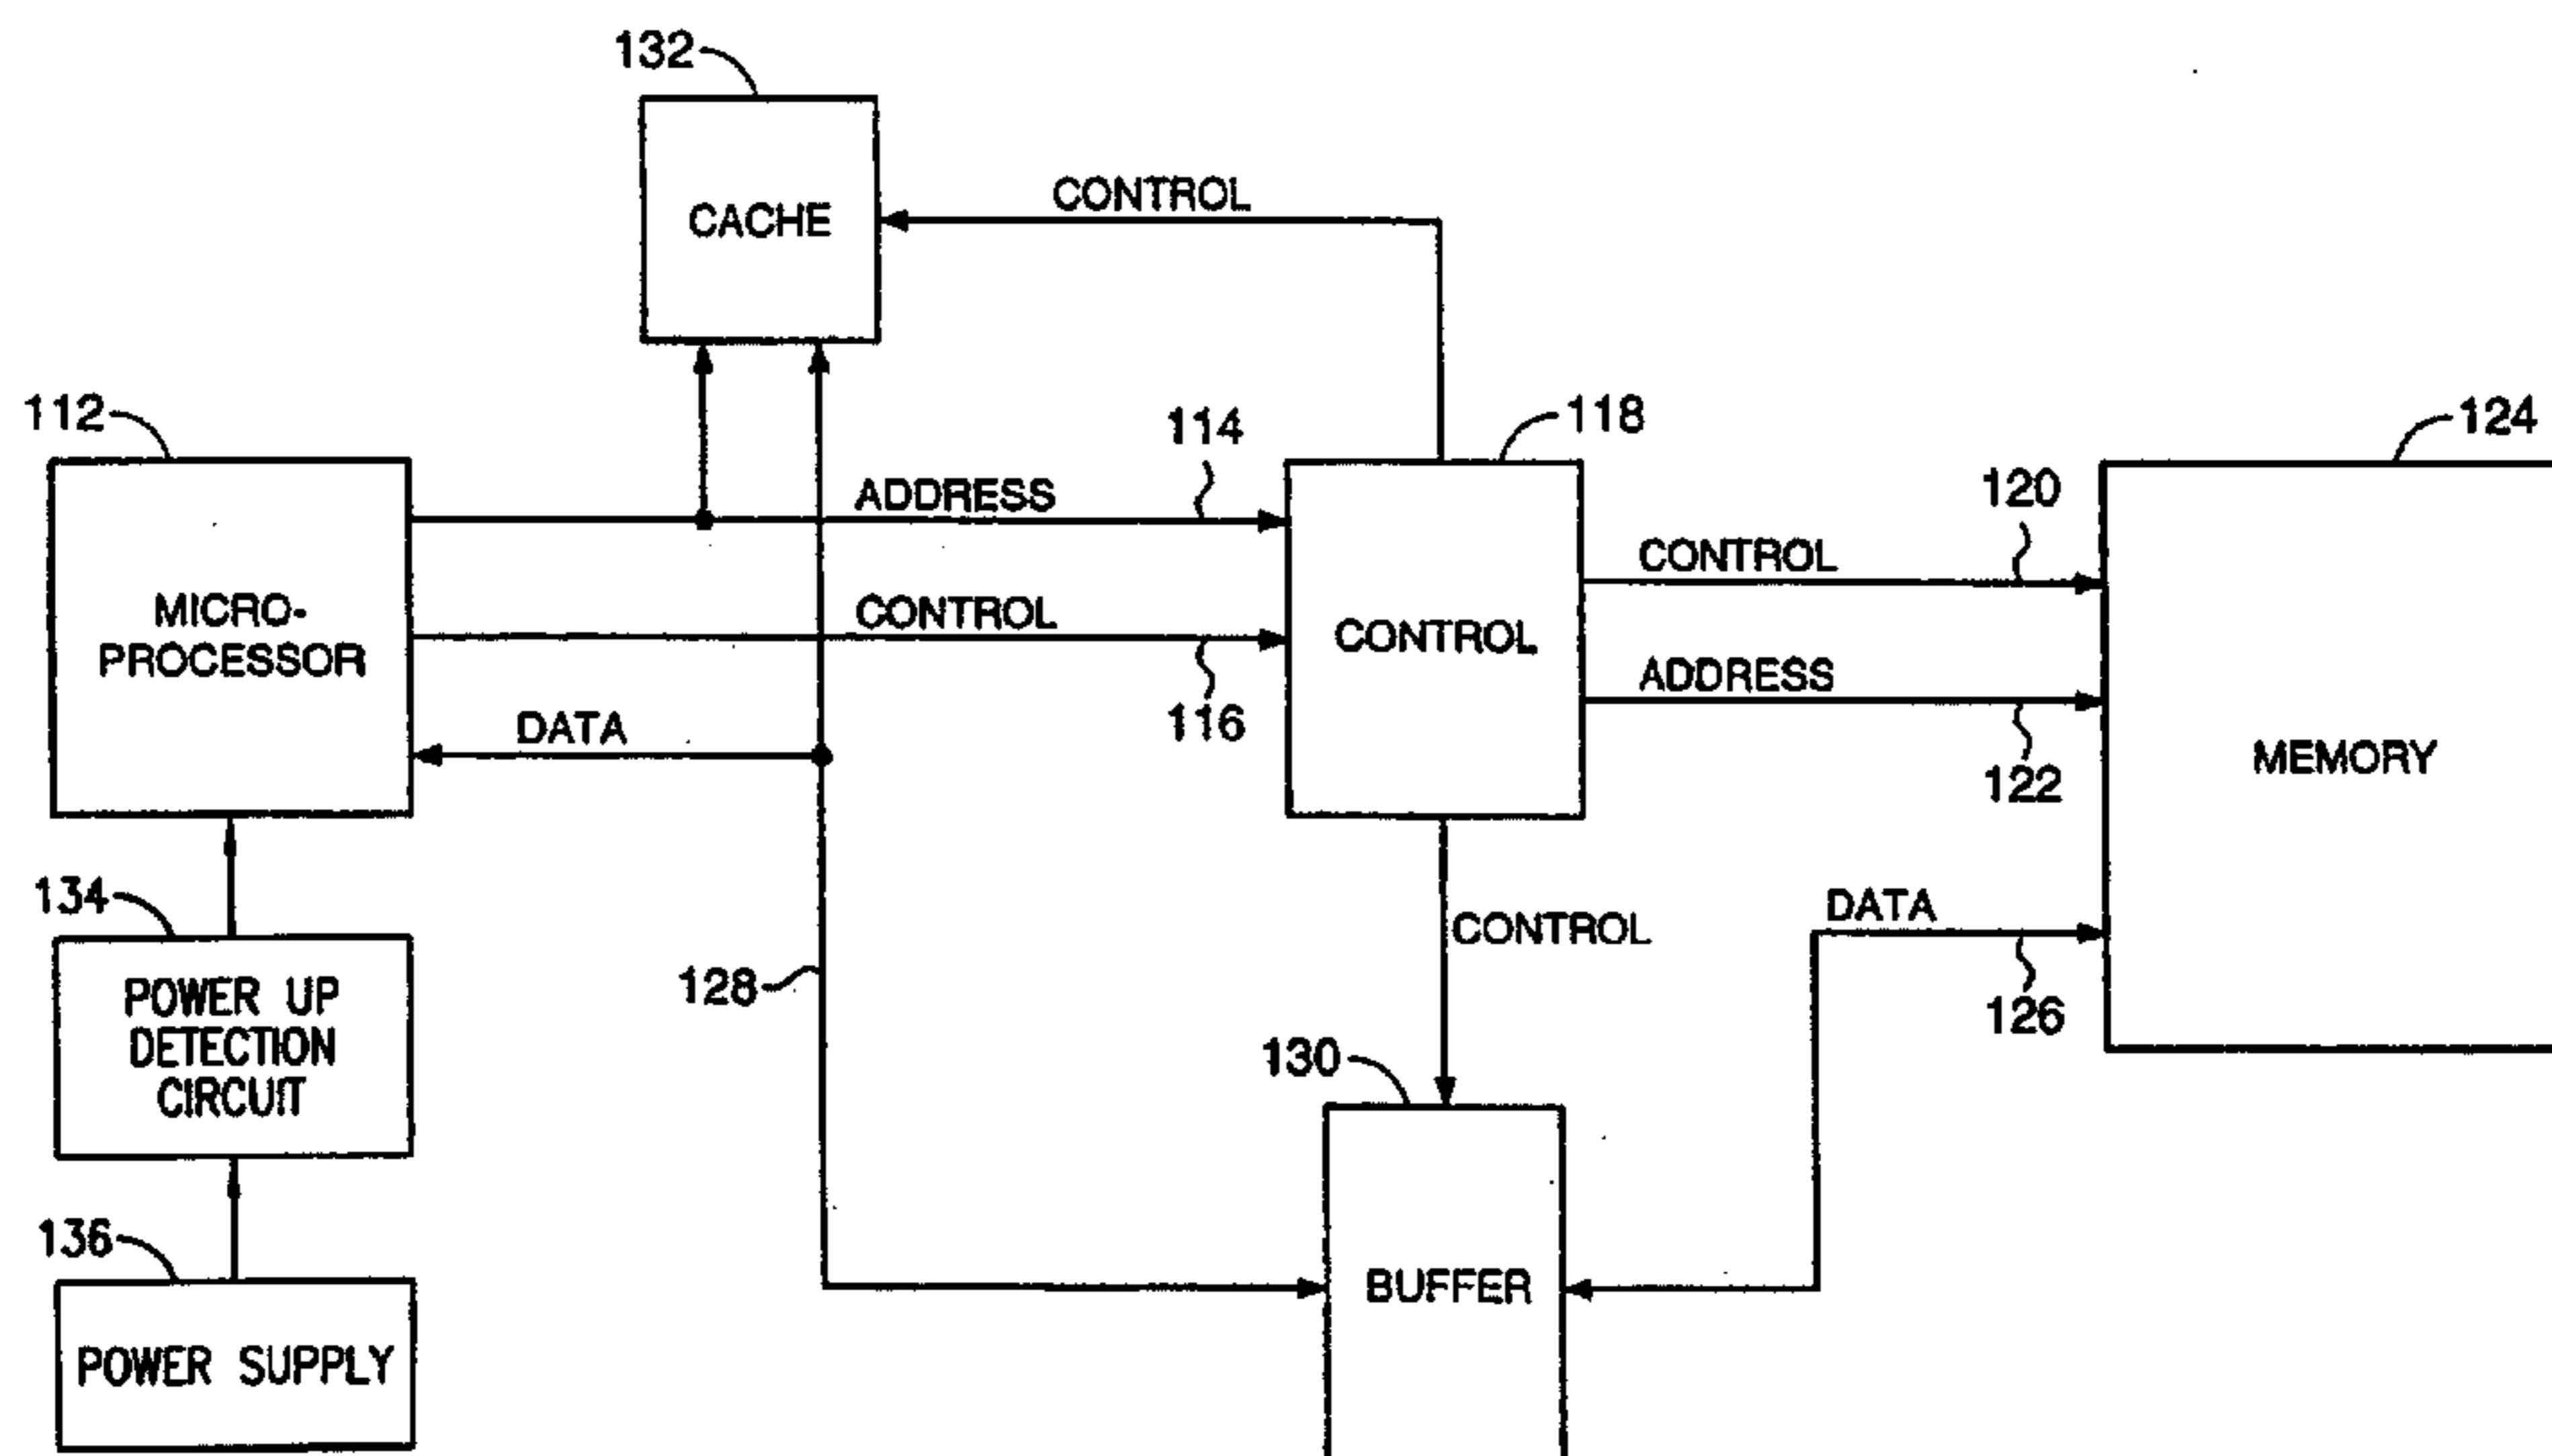 132
CACHE
CONTROL
112
114
118
124
ADDRESS
120
CONTROL
MICRO-
PROCESSOR
CONTROL
CONTROL
ADDRESS
116
122
DATA
MEMORY
134
DATA
126
CONTROL
128
POWER UP
DETECTION
CIRCUIT
130
136
BUFFER
POWER SUPPLY